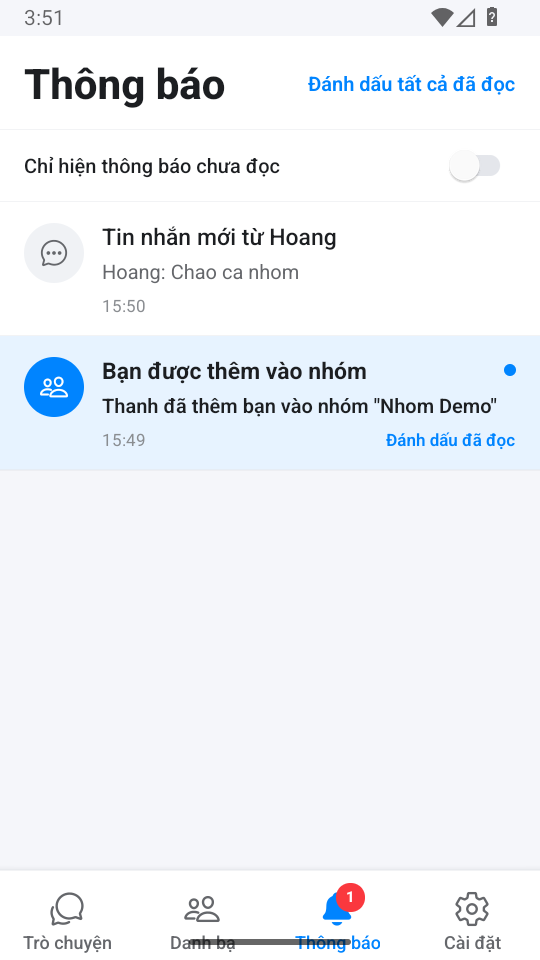 3:51
Thông báo
Đánh dấu tất cả đã đọc
Chỉ hiện thông báo chưa đọc
Tin nhắn mới từ Hoang
Hoang: Chao ca nhom
15:50
Bạn được thêm vào nhóm
Thanh đã thêm bạn vào nhóm "Nhom Demo"
15:49
Đánh dấu đã đọc
1
Trò chuyện
Danh bạ
Thông báo
Cài đặt